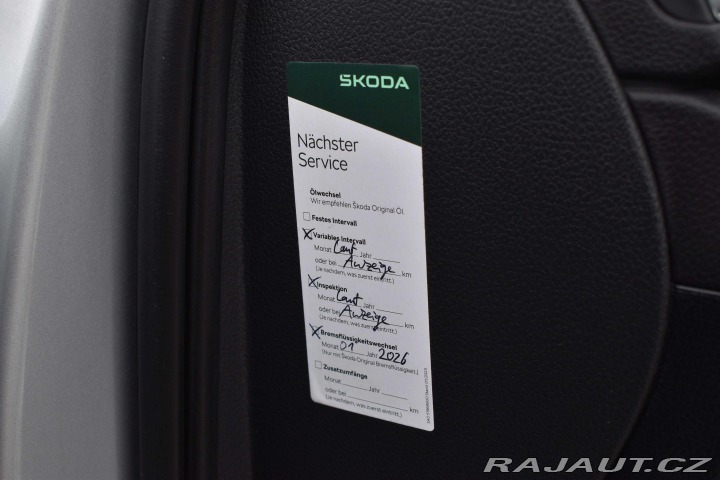 ŠKODA
Nächster
Service
Ölwechsel
Wir empfehlen Škoda Original Öl.
Festes Intervall
Variables Intervall
Monat Laut Jahr
oder bei Anzeige km
(Je nachdem, was zuerst eintritt.)
Inspektion
Monat Laut Jahr
oder bei Anzeige km
(Je nachdem, was zuerst eintritt.)
Bremsflüssigkeitswechsel
Monat 01 Jahr 2026
(Nur mit Škoda Original Bremsflüssigkeit.)
Zusatzumfänge
Monat Jahr
oder bei km
(Je nachdem, was zuerst eintritt.)
RAJAUT.CZ